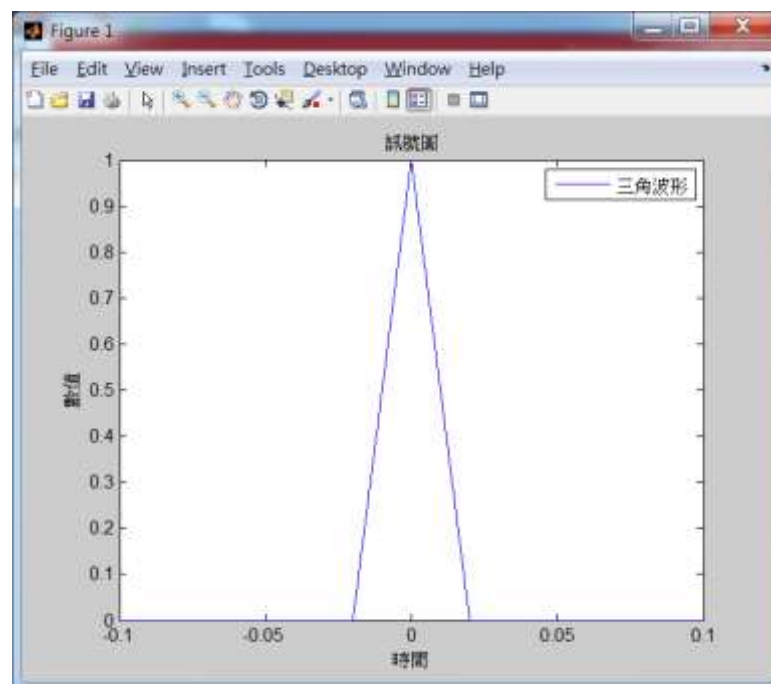 Figure 1
File Edit View Insert Tools Desktop Window Help
訊號圖
三角波形
1
0.9
0.8
0.7
0.6
0.5
0.4
0.3
0.2
0.1
0
數值
-0.1 -0.05 0 0.05 0.1
時間